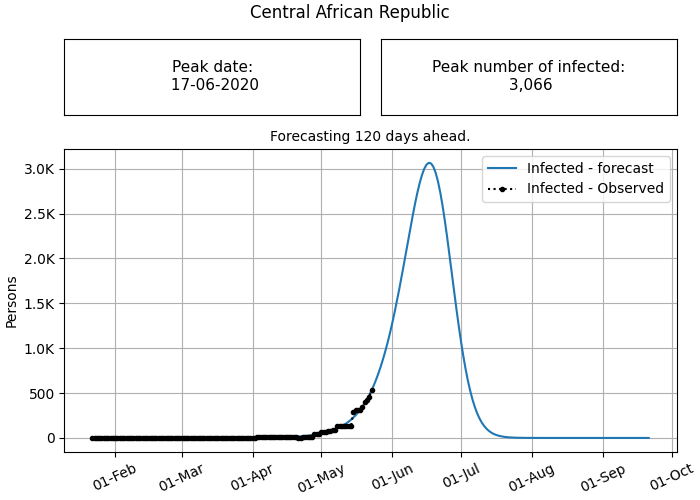 Central African Republic
Peak date:
17-06-2020
Peak number of infected:
3,066
Forecasting 120 days ahead.
Infected - forecast
Infected - Observed
3.0K
2.5K
2.0K
1.5K
1.0K
500
0
Persons
01-Feb
01-Mar
01-Apr
01-May
01-Jun
01-Jul
01-Aug
01-Sep
01-Oct